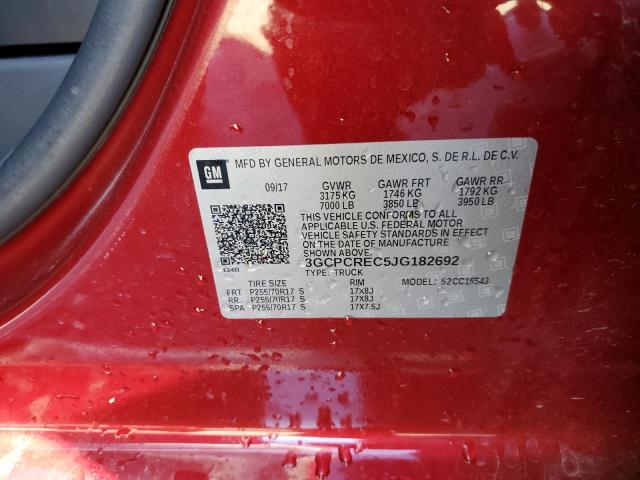 GM MFD BY GENERAL MOTORS DE MEXICO, S. DE R.L. DE C.V.
09/17 GVWR GAWR FRT GAWR RR
3175 KG 1746 KG 1792 KG
7000 LB 3850 LB 3950 LB
THIS VEHICLE CONFORMS TO ALL
APPLICABLE U.S. FEDERAL MOTOR
VEHICLE SAFETY STANDARDS IN EFFECT
ON THE DATE OF MANUFACTURE
SHOWN ABOVE.
3GCPCREC5JG182692
TYPE: TRUCK
TIRE SIZE RIM MODEL: 52CC15543
FRT P255/70R17 S 17X8J
RR P255/70R17 S 17X8J
SPA P255/70R17 S 17X7.5J